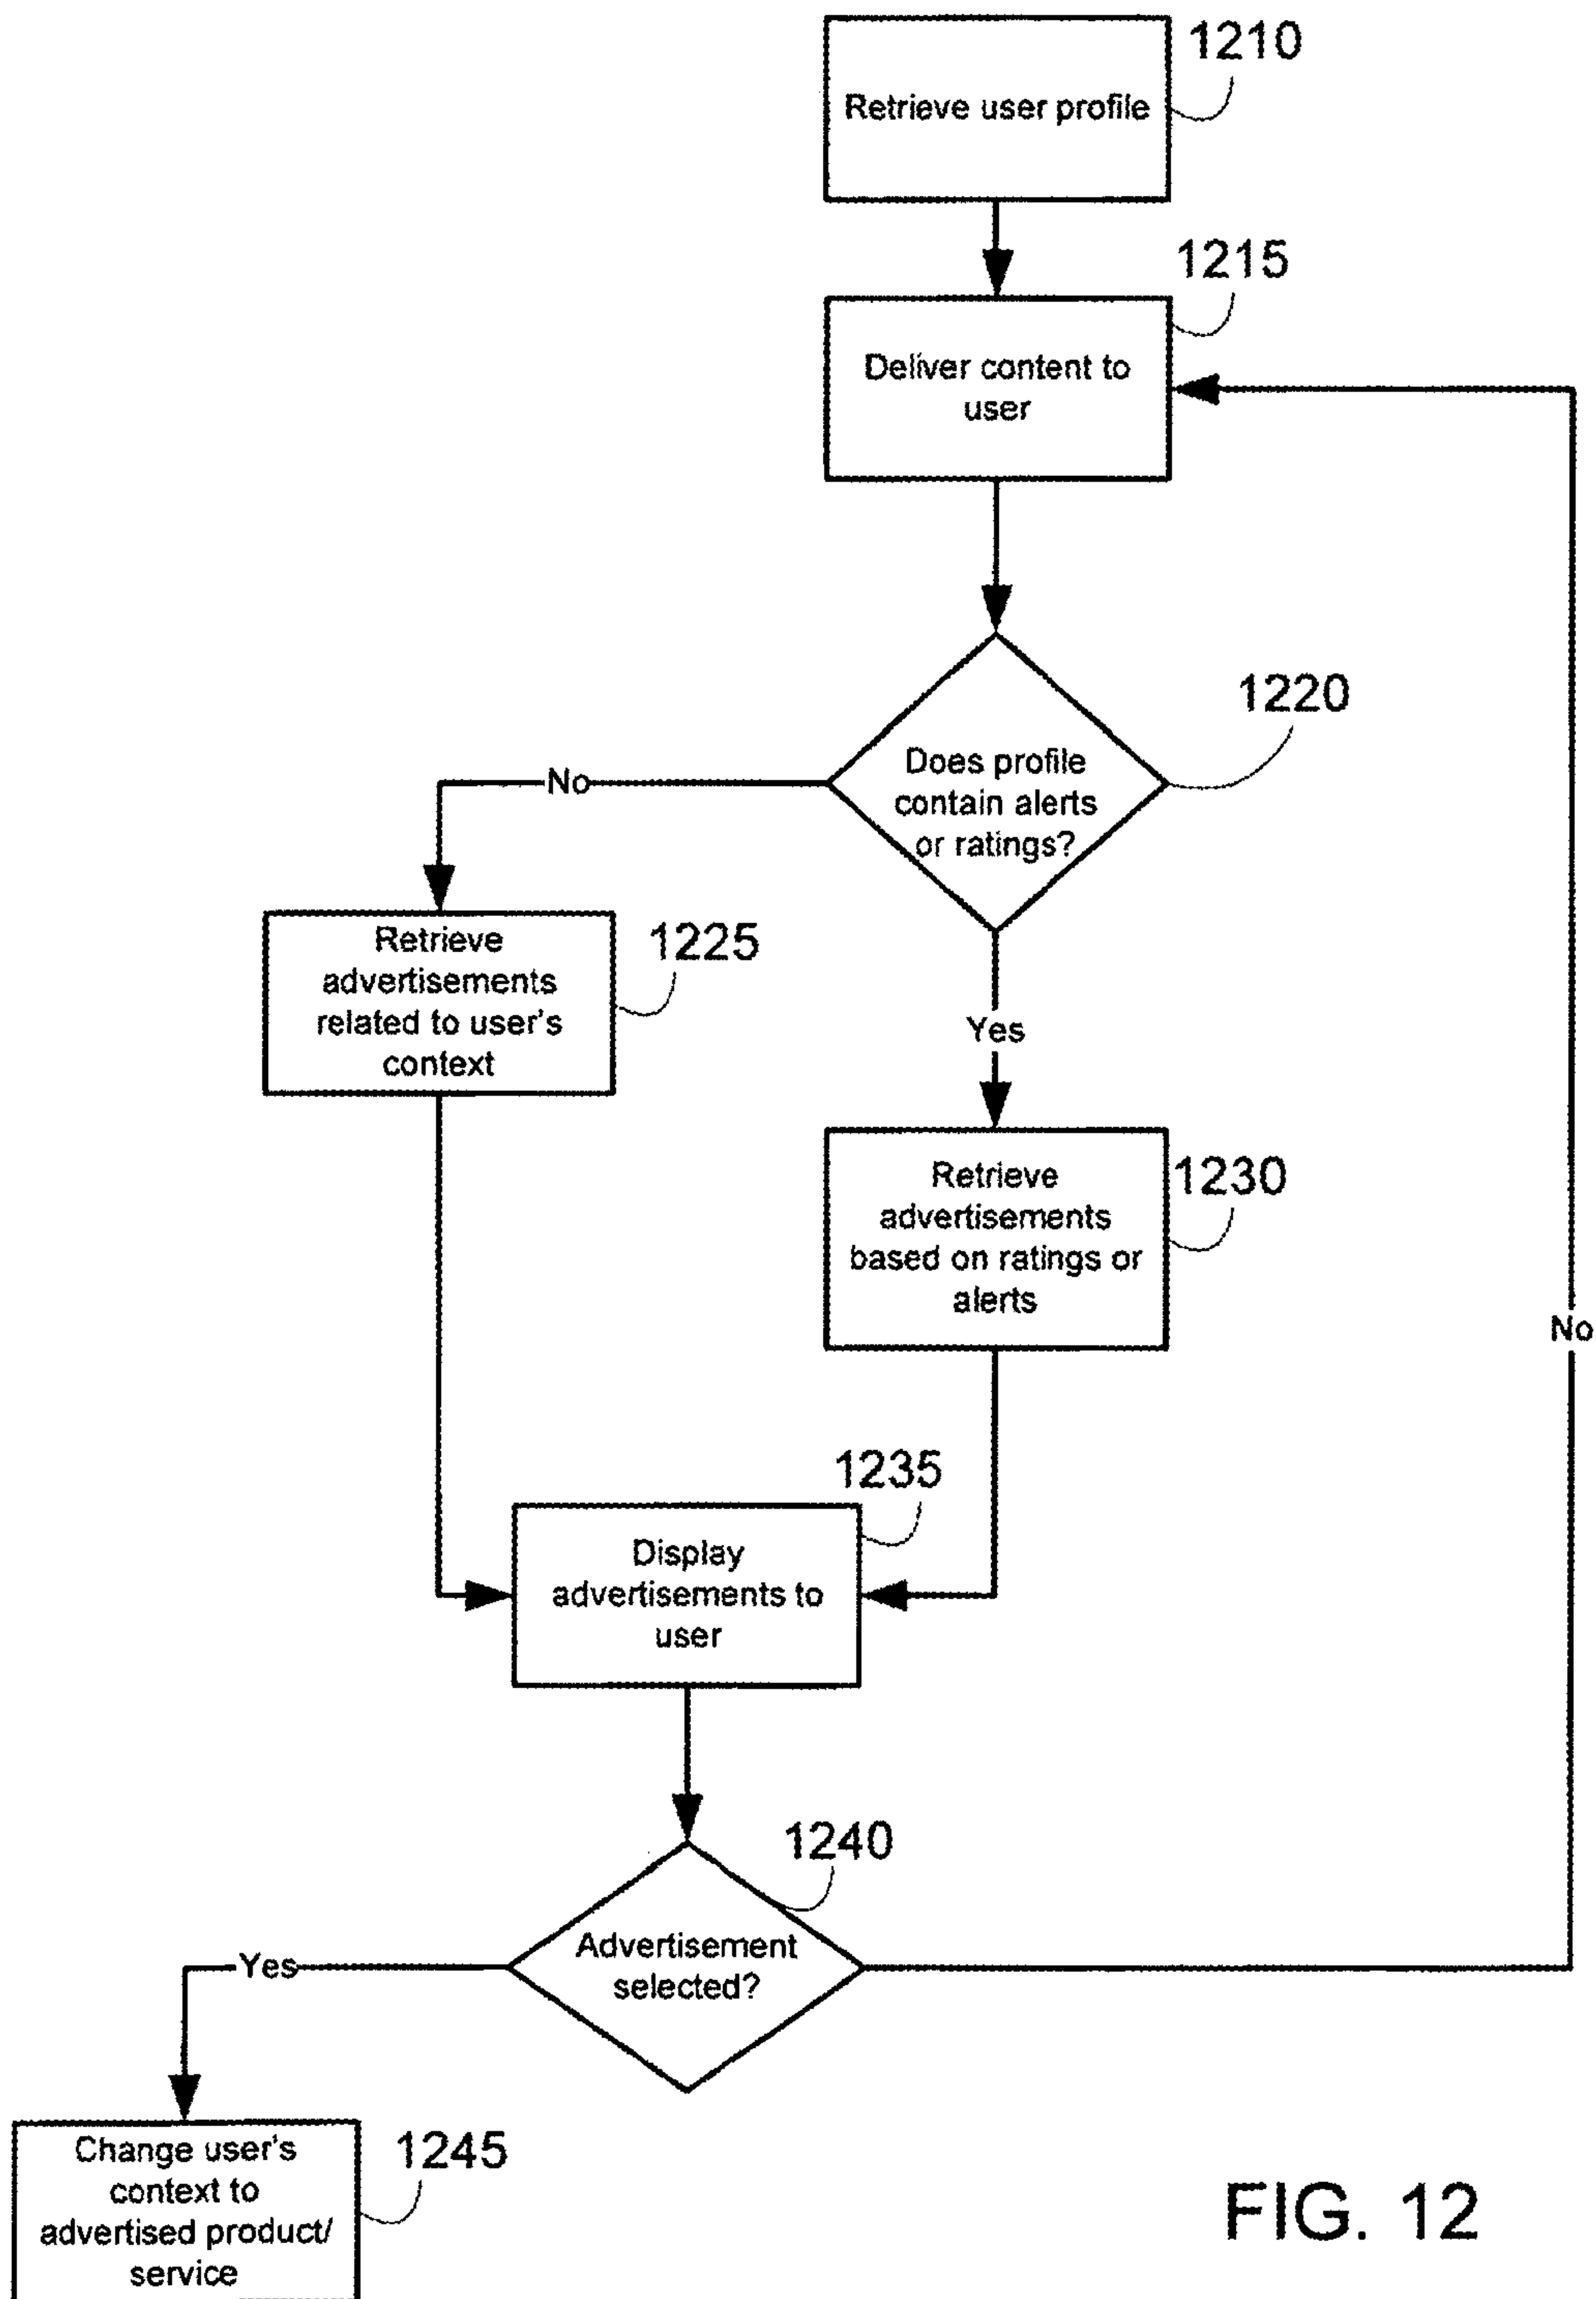 1210
Retrieve user profile
1215
Deliver content to
user
1220
Does profile
contain alerts
or ratings?
No
1225
Retrieve
advertisements
related to user's
context
Yes
1230
Retrieve
advertisements
based on ratings or
alerts
No
1235
Display
advertisements to
user
1240
Advertisement
selected?
Yes
1245
Change user's
context to
advertised product/
service
FIG. 12